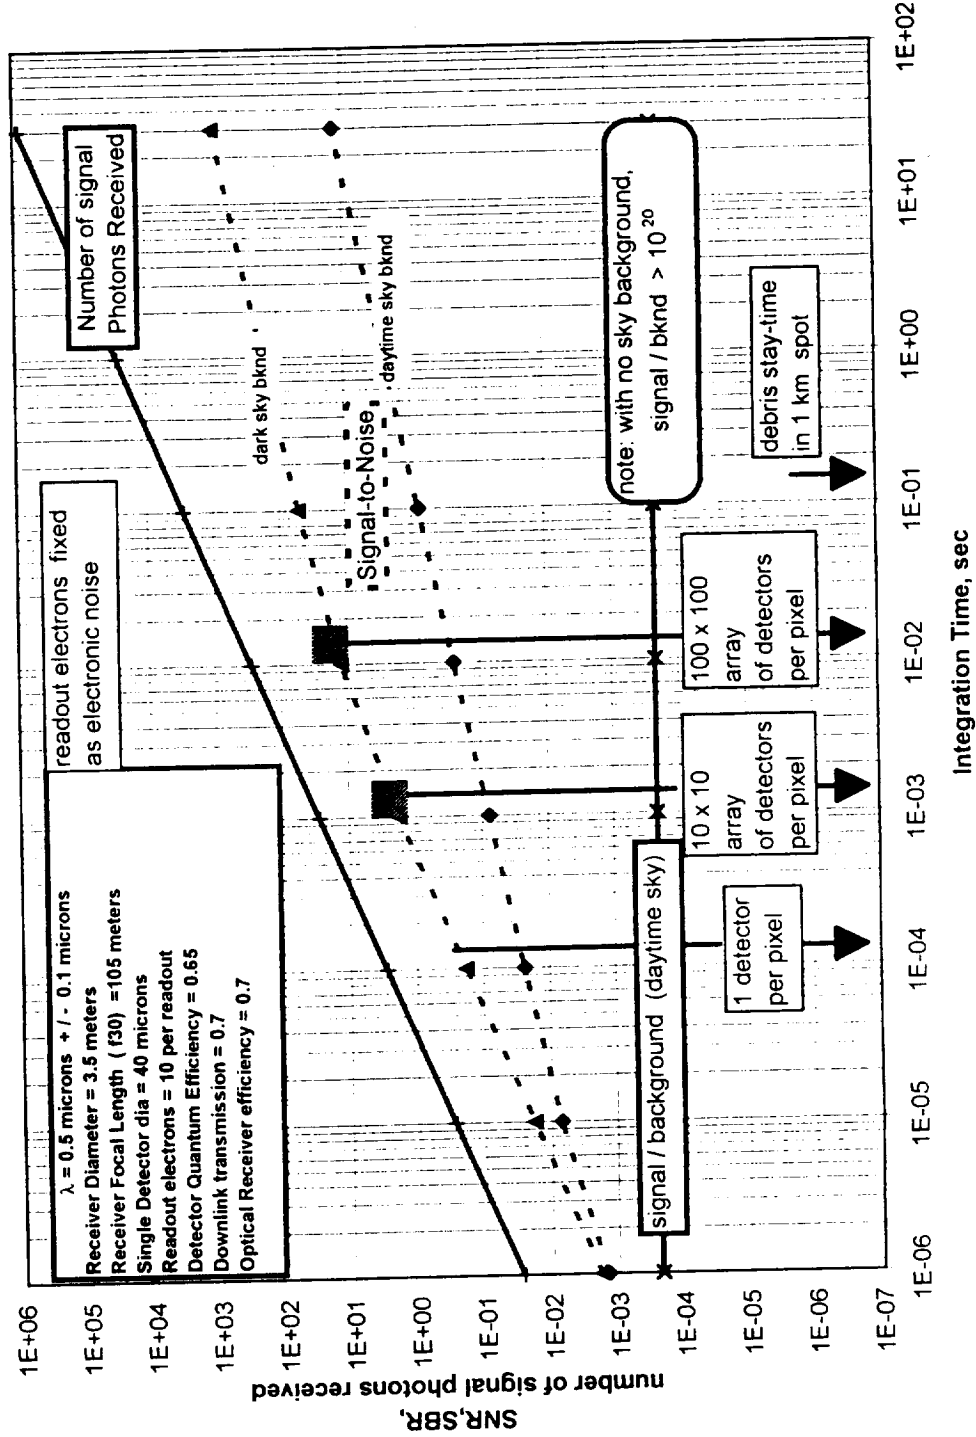 SNR,SBR,
number of signal photons received
1E+06
1E+05
1E+04
1E+03
1E+02
1E+01
1E+00
1E-01
1E-02
1E-03
1E-04
1E-05
1E-06
1E-07
λ = 0.5 microns + / - 0.1 microns
Receiver Diameter = 3.5 meters
Receiver Focal Length ( f30) =105 meters
Single Detector dia = 40 microns
Readout electrons = 10 per readout
Detector Quantum Efficiency = 0.65
Downlink transmission = 0.7
Optical Receiver efficiency = 0.7
readout electrons fixed
as electronic noise
Number of signal
Photons Received
dark sky bknd
Signal-to-Noise
daytime sky bknd
signal / background (daytime sky)
note: with no sky background,
signal / bknd > 10²⁰
1 detector
per pixel
10 x 10
array
of detectors
per pixel
100 x 100
array
of detectors
per pixel
debris stay-time
in 1 km spot
1E-06
1E-05
1E-04
1E-03
1E-02
1E-01
1E+00
1E+01
1E+02
Integration Time, sec